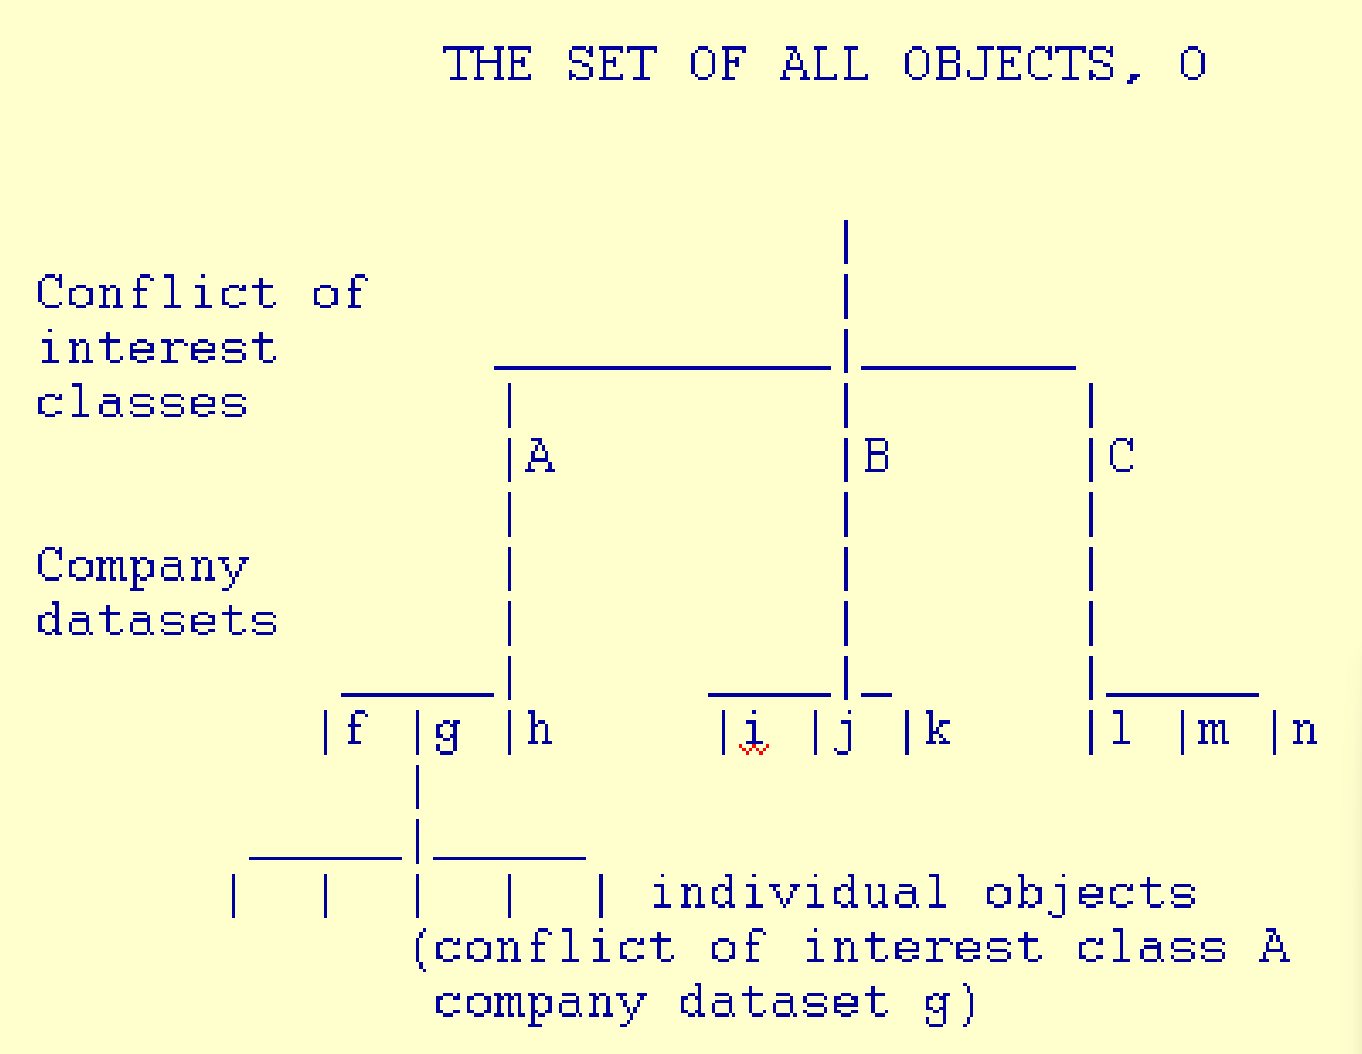 THE SET OF ALL OBJECTS, O
Conflict of
interest
classes
A B C
Company
datasets
f g h i j k l m n
individual objects
(conflict of interest class A
company dataset g)